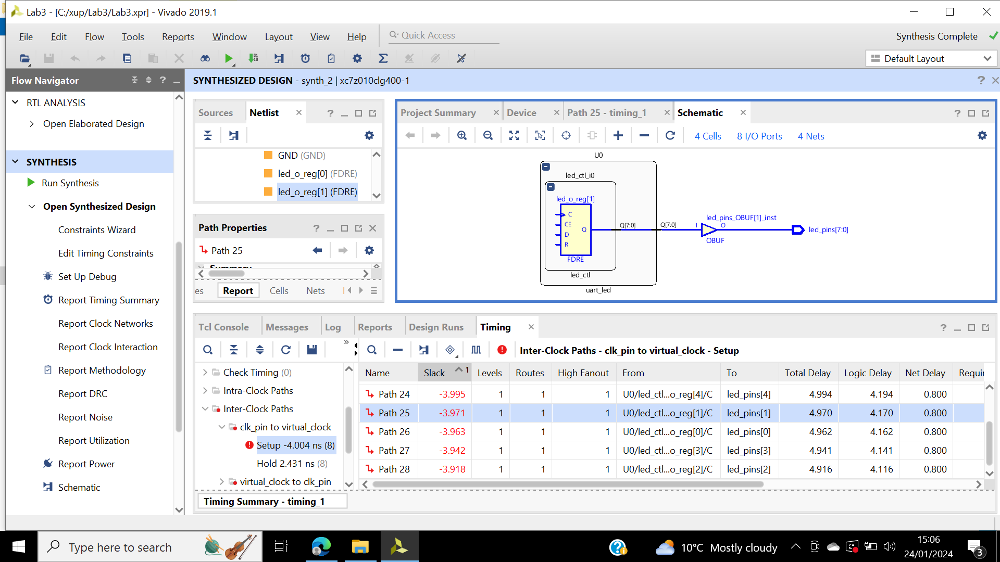 Lab3 - [C:/xup/Lab3/Lab3.xpr] - Vivado 2019.1
File Edit Flow Tools Reports Window Layout View Help Quick Access
Synthesis Complete
Default Layout
Flow Navigator
SYNTHESIZED DESIGN - synth_2 | xc7z010clg400-1
RTL ANALYSIS
Open Elaborated Design
SYNTHESIS
Run Synthesis
Open Synthesized Design
Constraints Wizard
Edit Timing Constraints
Set Up Debug
Report Timing Summary
Report Clock Networks
Report Clock Interaction
Report Methodology
Report DRC
Report Noise
Report Utilization
Report Power
Schematic
Sources Netlist
GND (GND)
led_o_reg[0] (FDRE)
led_o_reg[1] (FDRE)
Path Properties
Path 25
Summary
es Report Cells Nets
Project Summary Device Path 25 - timing_1 Schematic
4 Cells 8 I/O Ports 4 Nets
U0
led_ctl_i0
led_o_reg[1]
C
CE
D
R
Q
FDRE
led_ctl
uart_led
Q[7:0]
Q[7:0]
led_pins_OBUF[1]_inst
I O
OBUF
led_pins[7:0]
Tcl Console Messages Log Reports Design Runs Timing
Inter-Clock Paths - clk_pin to virtual_clock - Setup
Check Timing (0)
Intra-Clock Paths
Inter-Clock Paths
clk_pin to virtual_clock
Setup -4.004 ns (8)
Hold 2.431 ns (8)
virtual_clock to clk_pin
Name Slack 1 Levels Routes High Fanout From To Total Delay Logic Delay Net Delay Requir
Path 24 -3.995 1 1 1 U0/led_ctl...o_reg[4]/C led_pins[4] 4.994 4.194 0.800
Path 25 -3.971 1 1 1 U0/led_ctl...o_reg[1]/C led_pins[1] 4.970 4.170 0.800
Path 26 -3.963 1 1 1 U0/led_ctl...o_reg[0]/C led_pins[0] 4.962 4.162 0.800
Path 27 -3.942 1 1 1 U0/led_ctl...o_reg[3]/C led_pins[3] 4.941 4.141 0.800
Path 28 -3.918 1 1 1 U0/led_ctl...o_reg[2]/C led_pins[2] 4.916 4.116 0.800
Timing Summary - timing_1
Type here to search
10°C Mostly cloudy
15:06
24/01/2024
3